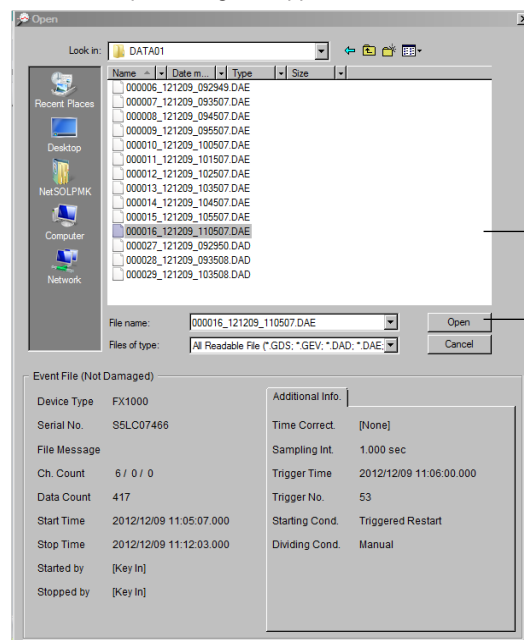 Open
Look in:
DATA01
Name
Date m...
Type
Size
Recent Places
Desktop
NetSOLPMK
Computer
Network
000006_121209_092949.DAE
000007_121209_093507.DAE
000008_121209_094507.DAE
000009_121209_095507.DAE
000010_121209_100507.DAE
000011_121209_101507.DAE
000012_121209_102507.DAE
000013_121209_103507.DAE
000014_121209_104507.DAE
000015_121209_105507.DAE
000016_121209_110507.DAE
000027_121209_092950.DAD
000028_121209_093508.DAD
000029_121209_103508.DAD
File name:
000016_121209_110507.DAE
Open
Files of type:
All Readable File (*.GDS; *.GEV; *.DAD; *.DAE;
Cancel
Event File (Not Damaged)
Device Type FX1000
Serial No. S5LC07466
File Message
Ch. Count 6 / 0 / 0
Data Count 417
Start Time 2012/12/09 11:05:07.000
Stop Time 2012/12/09 11:12:03.000
Started by [Key In]
Stopped by [Key In]
Additional Info.
Time Correct. [None]
Sampling Int. 1.000 sec
Trigger Time 2012/12/09 11:06:00.000
Trigger No. 53
Starting Cond. Triggered Restart
Dividing Cond. Manual